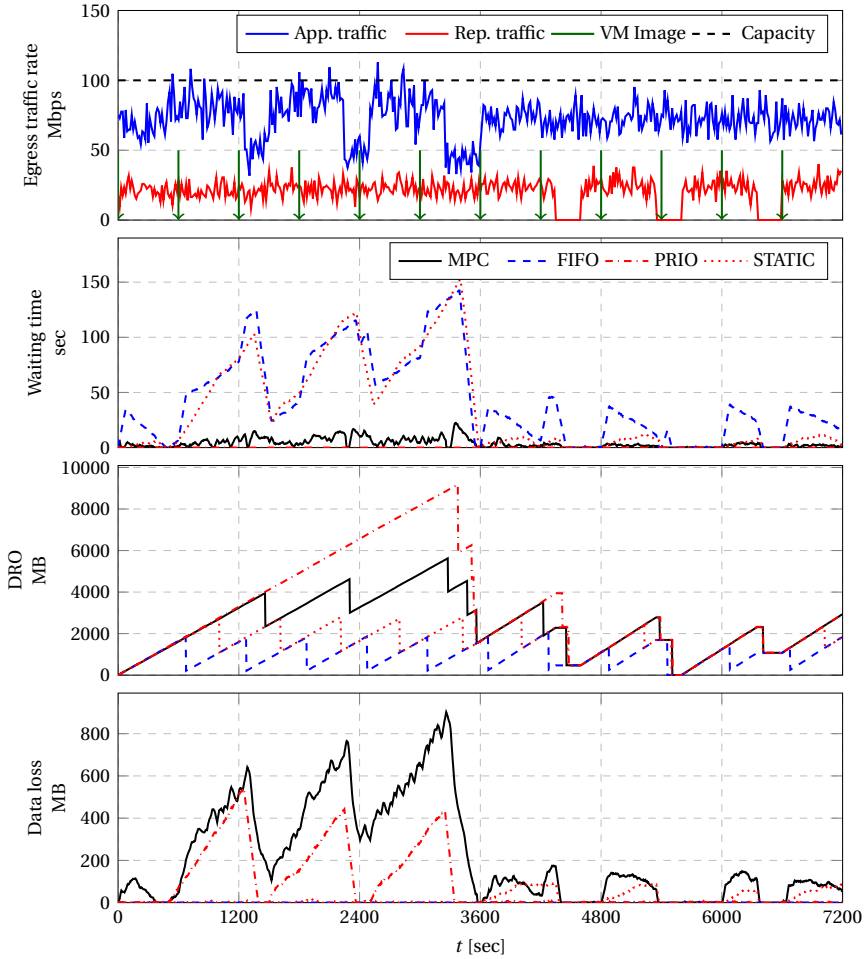 150
App. traffic Rep. traffic VM Image Capacity
100
50
0
Egress traffic rate
Mbps
MPC FIFO PRIO STATIC
150
100
50
0
Waiting time
sec
10000
8000
6000
4000
2000
0
DRO
MB
800
600
400
200
0
Data loss
MB
0 1200 2400 3600 4800 6000 7200
t [sec]